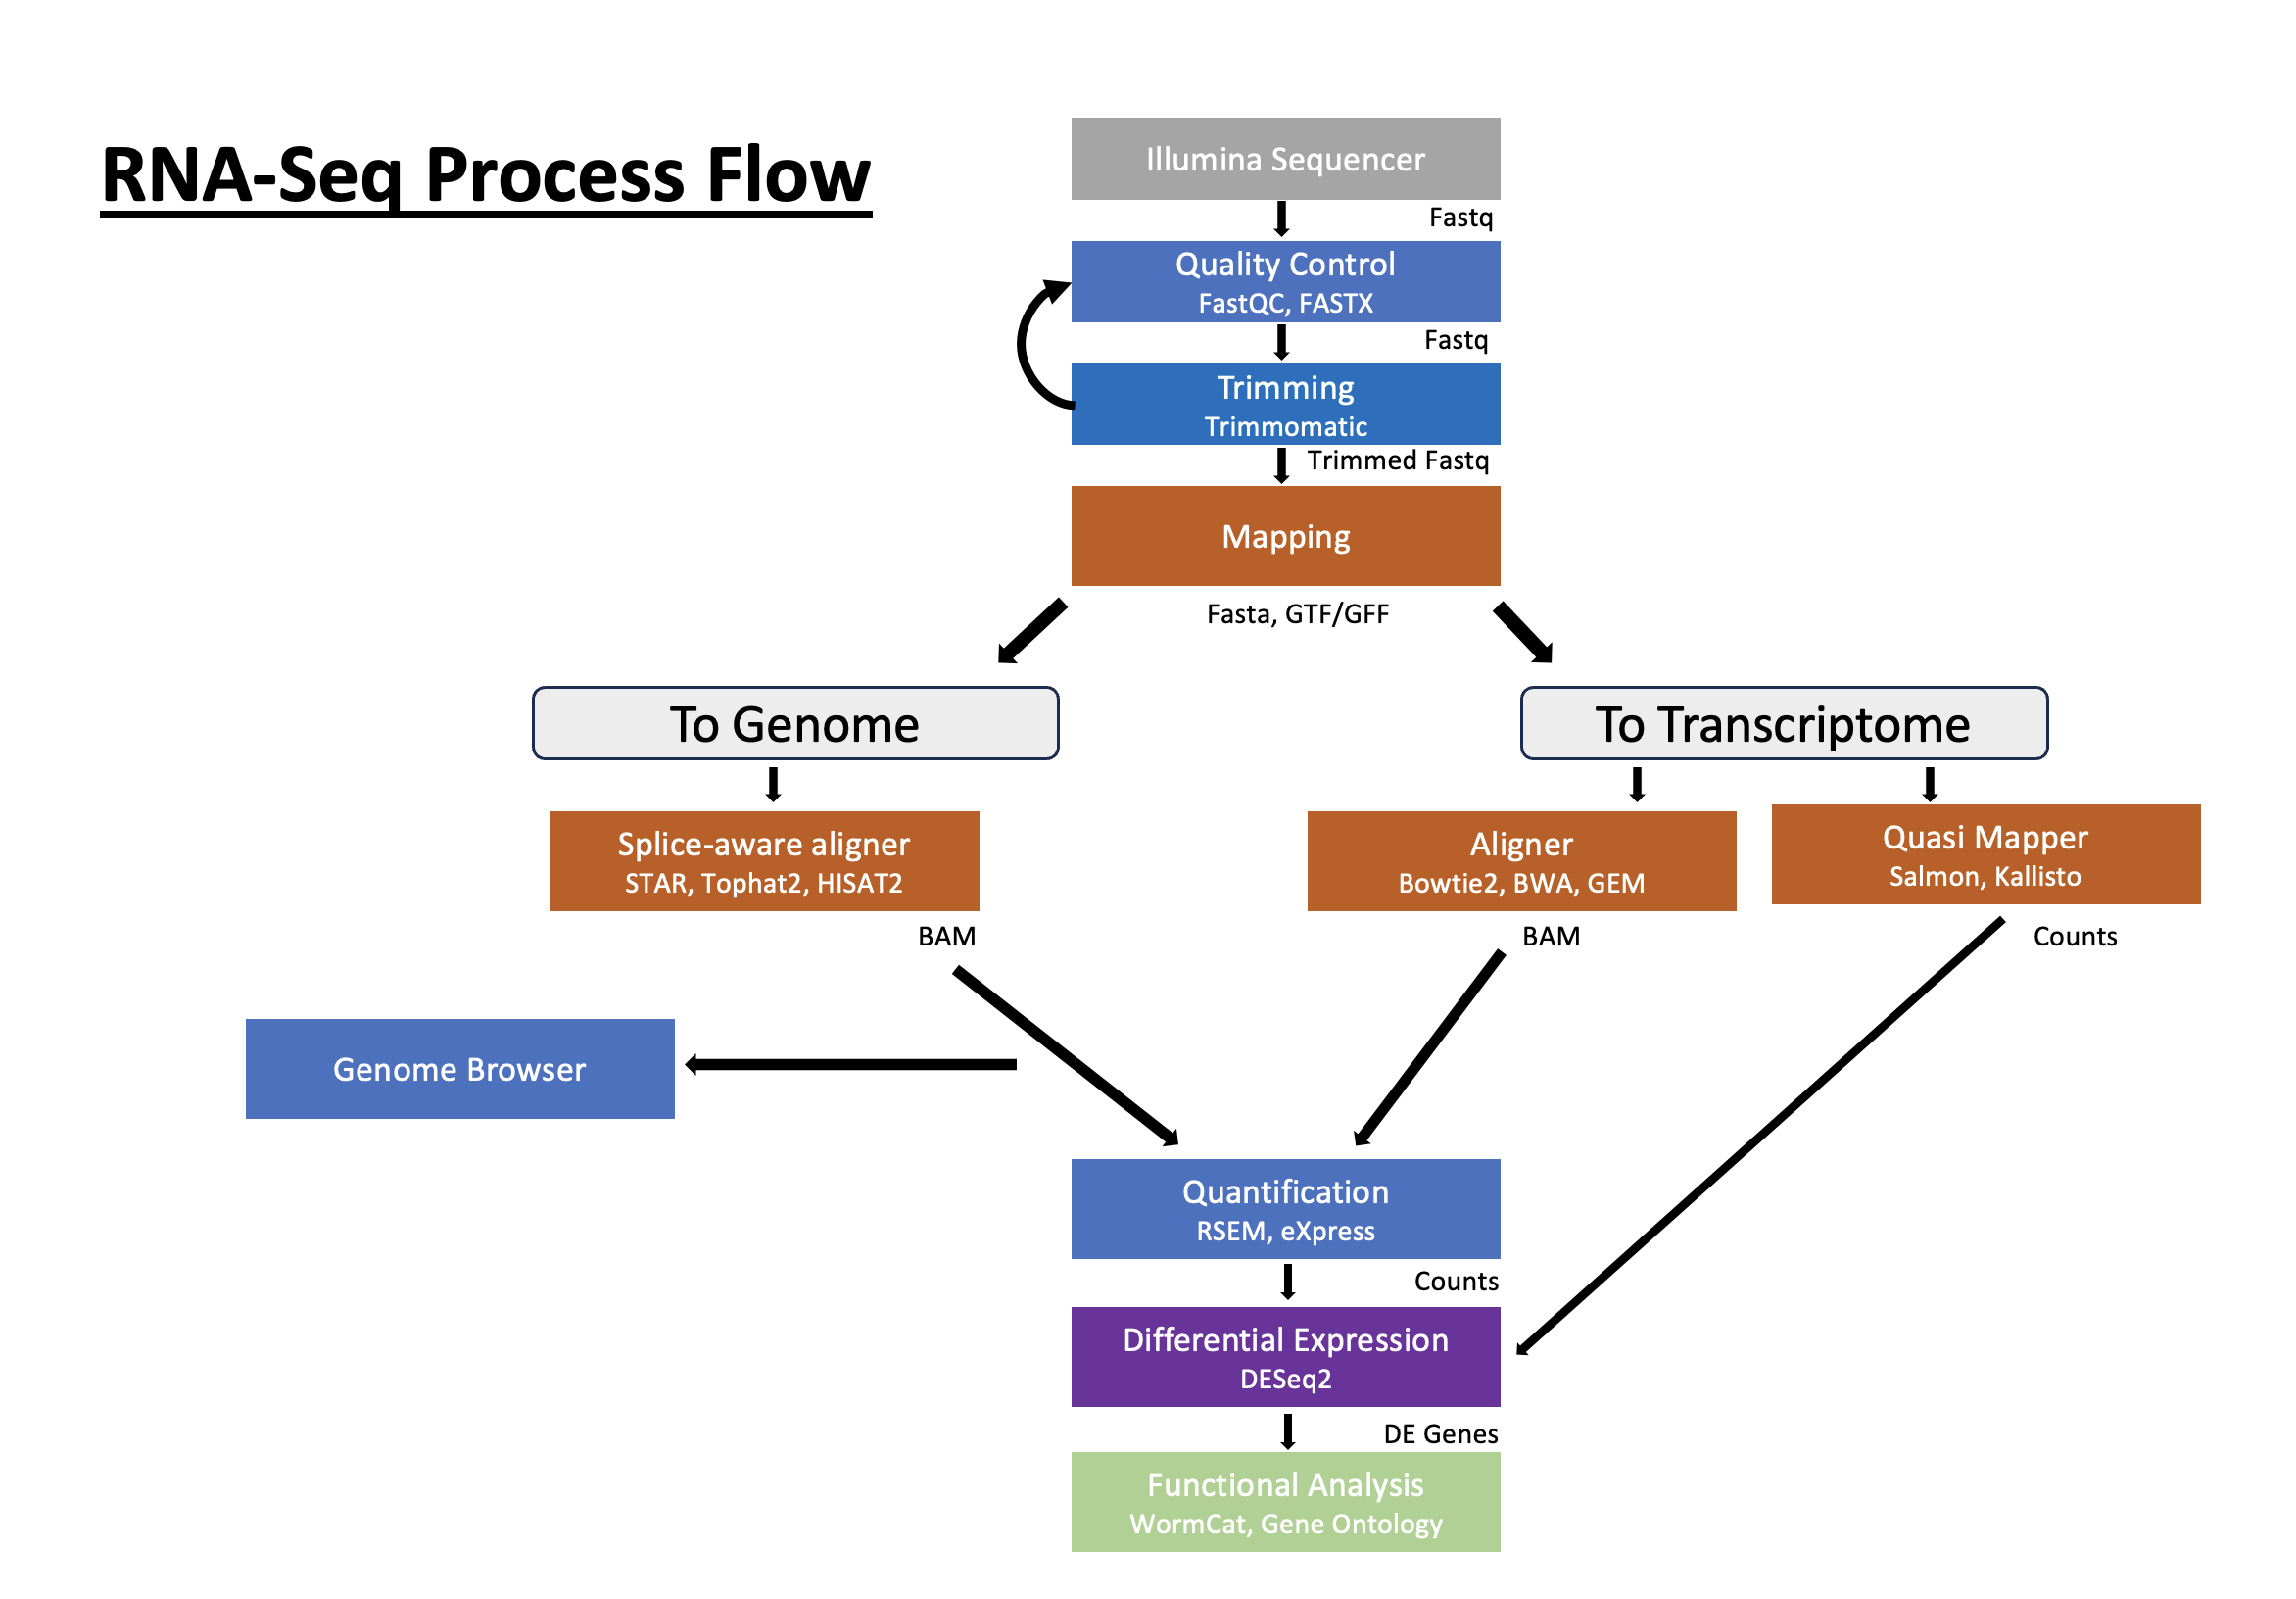 RNA-Seq Process Flow
Illumina Sequencer
Fastq
Quality Control
FastQC, FASTX
Fastq
Trimming
Trimmomatic
Trimmed Fastq
Mapping
Fasta, GTF/GFF
To Genome
To Transcriptome
Splice-aware aligner
STAR, Tophat2, HISAT2
Aligner
Bowtie2, BWA, GEM
Quasi Mapper
Salmon, Kallisto
BAM
BAM
Counts
Genome Browser
Quantification
RSEM, eXpress
Counts
Differential Expression
DESeq2
DE Genes
Functional Analysis
WormCat, Gene Ontology